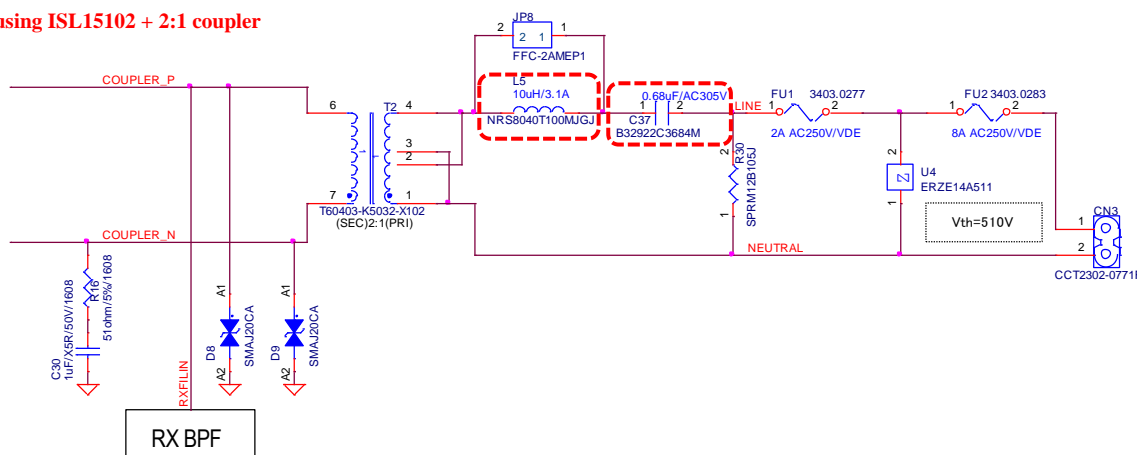 using ISL15102 + 2:1 coupler
JP8
2 2 1 1
FFC-2AMEP1
COUPLER_P
L5
10uH/3.1A
NRS8040T100MJGJ
0.68uF/AC305V
1 2
C37
B32922C3684M
LINE
FU1 3403.0277
1 2
2A AC250V/VDE
FU2 3403.0283
1 2
8A AC250V/VDE
6 T2 4
3
2
7 1
T60403-K5032-X102
(SEC)2:1(PRI)
2
R30
SPRM12B105J
1
2
U4
ERZE14A511
1
Vth=510V
CN3
1
2
CCT2302-0771
COUPLER_N
NEUTRAL
R16
51ohm/5%/1608
C30
1uF/X5R/50V/1608
A1
D8
SMAJ20CA
A2
A1
D9
SMAJ20CA
A2
RXFILIN
RX BPF